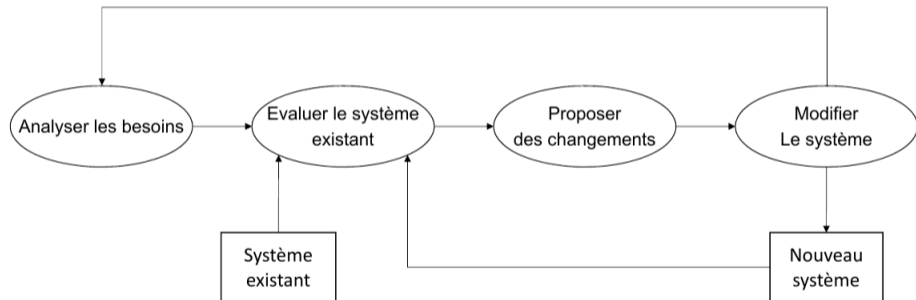 Analyser les besoins
Evaluer le système
existant
Proposer
des changements
Modifier
Le système
Système
existant
Nouveau
système